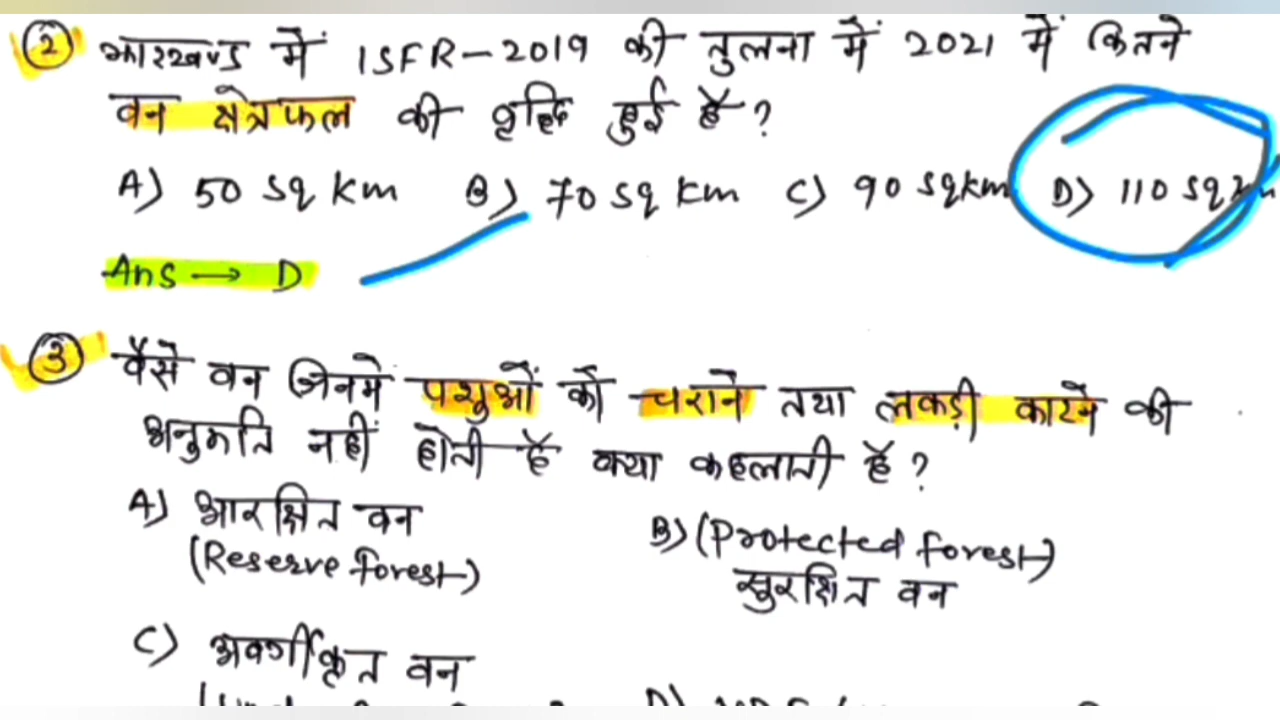 ② झारखण्ड में ISFR-2019 की तुलना में 2021 में कितने
वन क्षेत्रफल की वृद्धि हुई है ?
A) 50 Sq Km B) 70 Sq Km C) 90 Sqkm D) 110 Sq Km
Ans → D
③ वैसे वन जिनमे पशुओं को चराने तथा लकड़ी काटने की
अनुमति नहीं होती है क्या कहलाती है ?
A) आरक्षित वन
(Reserve forest)
B) (Protected forest)
सुरक्षित वन
C) अवर्गीकृत वन